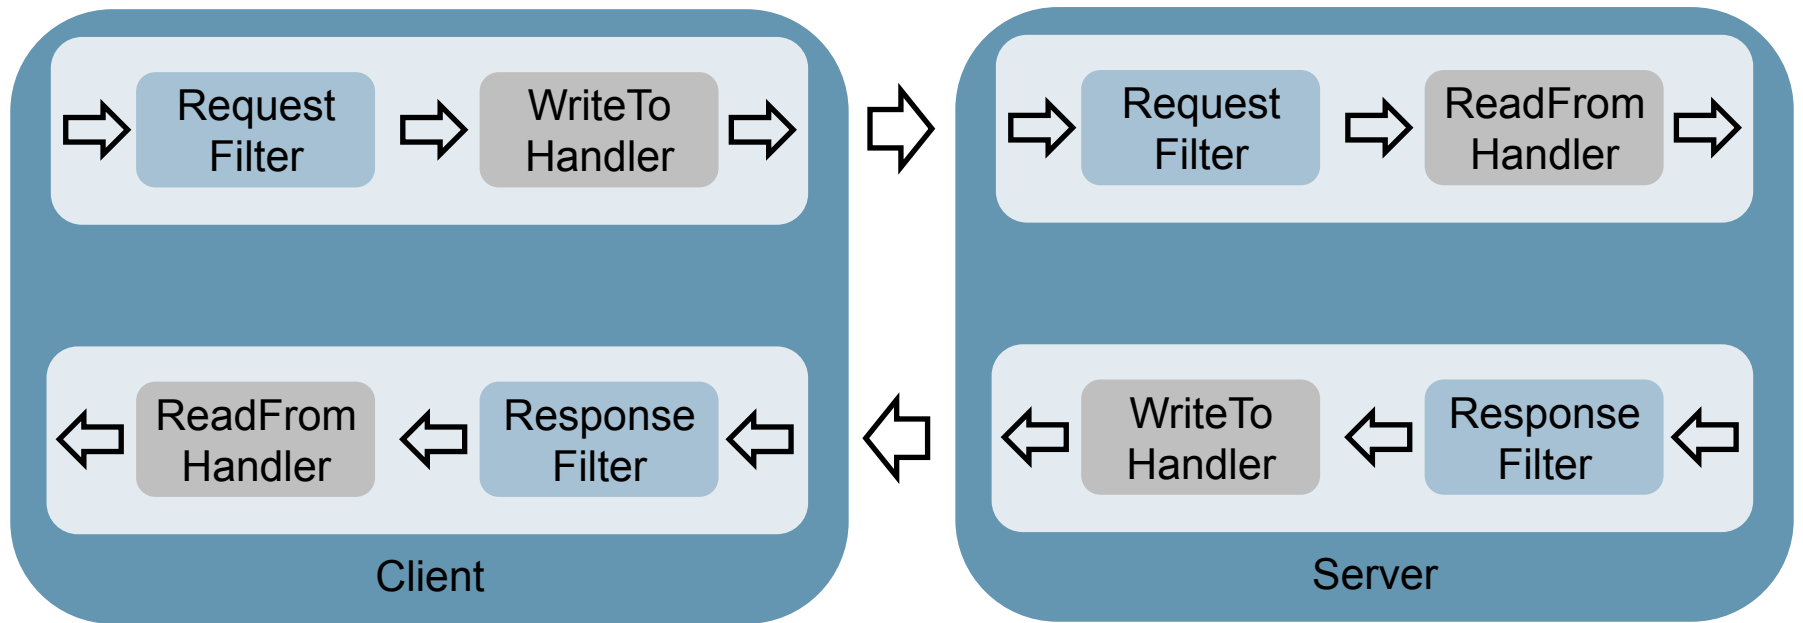 Request
Filter
WriteTo
Handler
Request
Filter
ReadFrom
Handler
ReadFrom
Handler
Response
Filter
WriteTo
Handler
Response
Filter
Client
Server